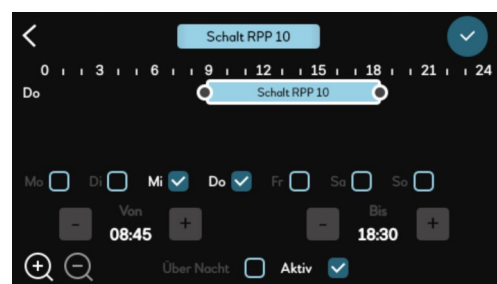 Schalt RPP 10
0 3 6 9 12 15 18 21 24
Do Schalt RPP 10
Mo Di Mi Do Fr Sa So
Von Bis
- 08:45 + - 18:30 +
Über Nacht Aktiv